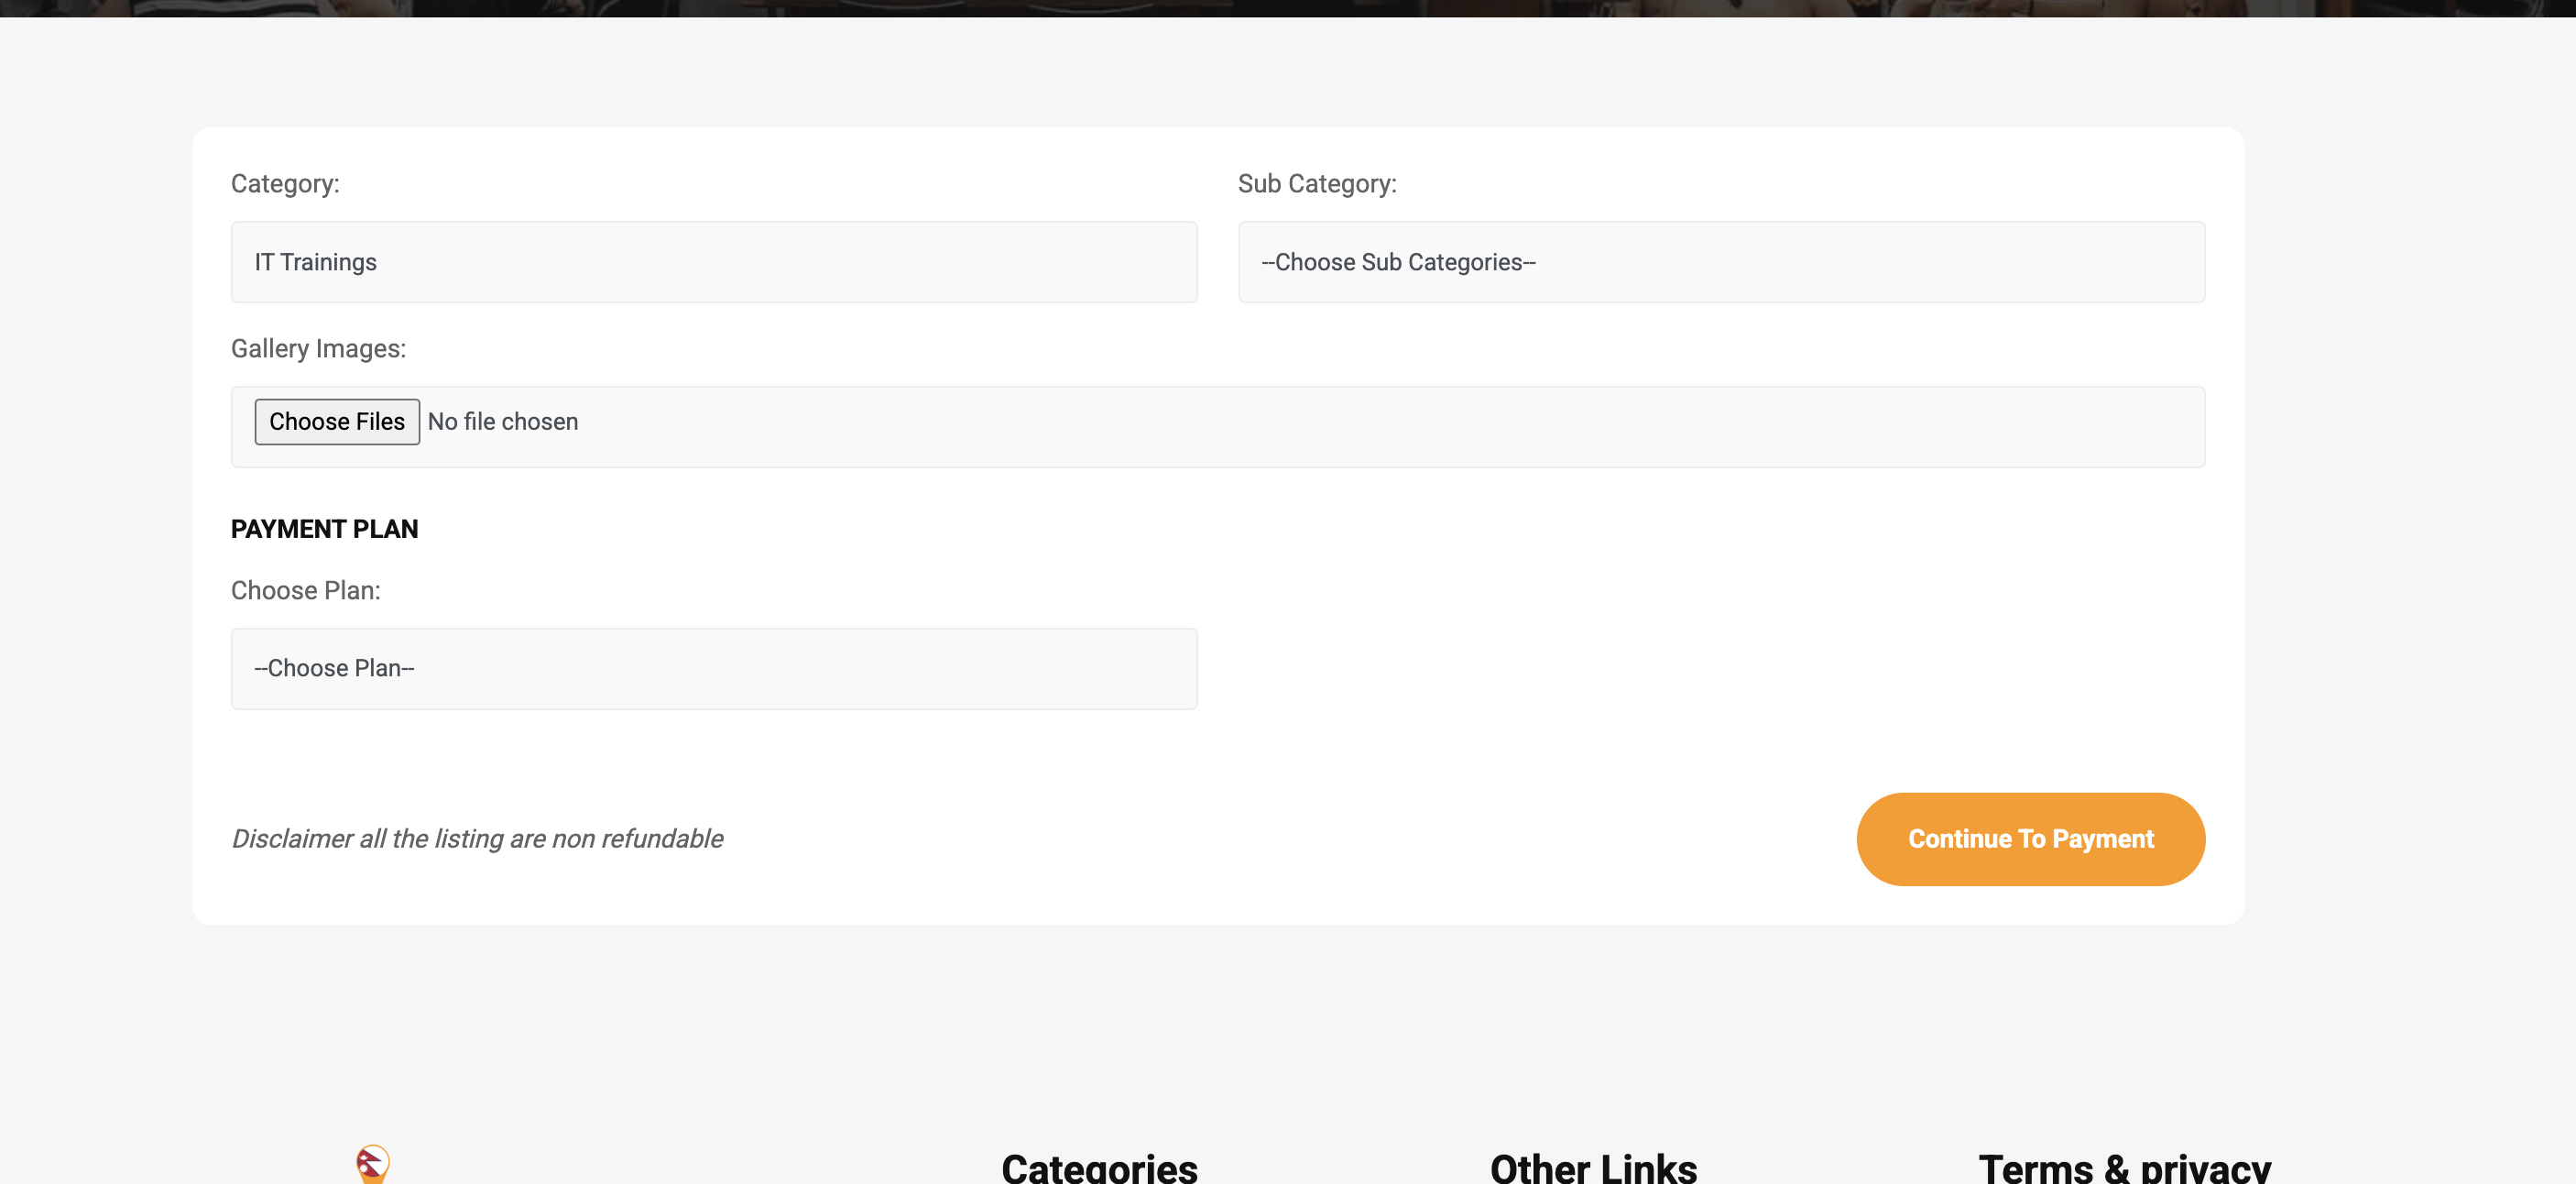 Category:
Sub Category:
IT Trainings
--Choose Sub Categories--
Gallery Images:
Choose Files No file chosen
PAYMENT PLAN
Choose Plan:
--Choose Plan--
Disclaimer all the listing are non refundable
Continue To Payment
Categories
Other Links
Terms & privacy